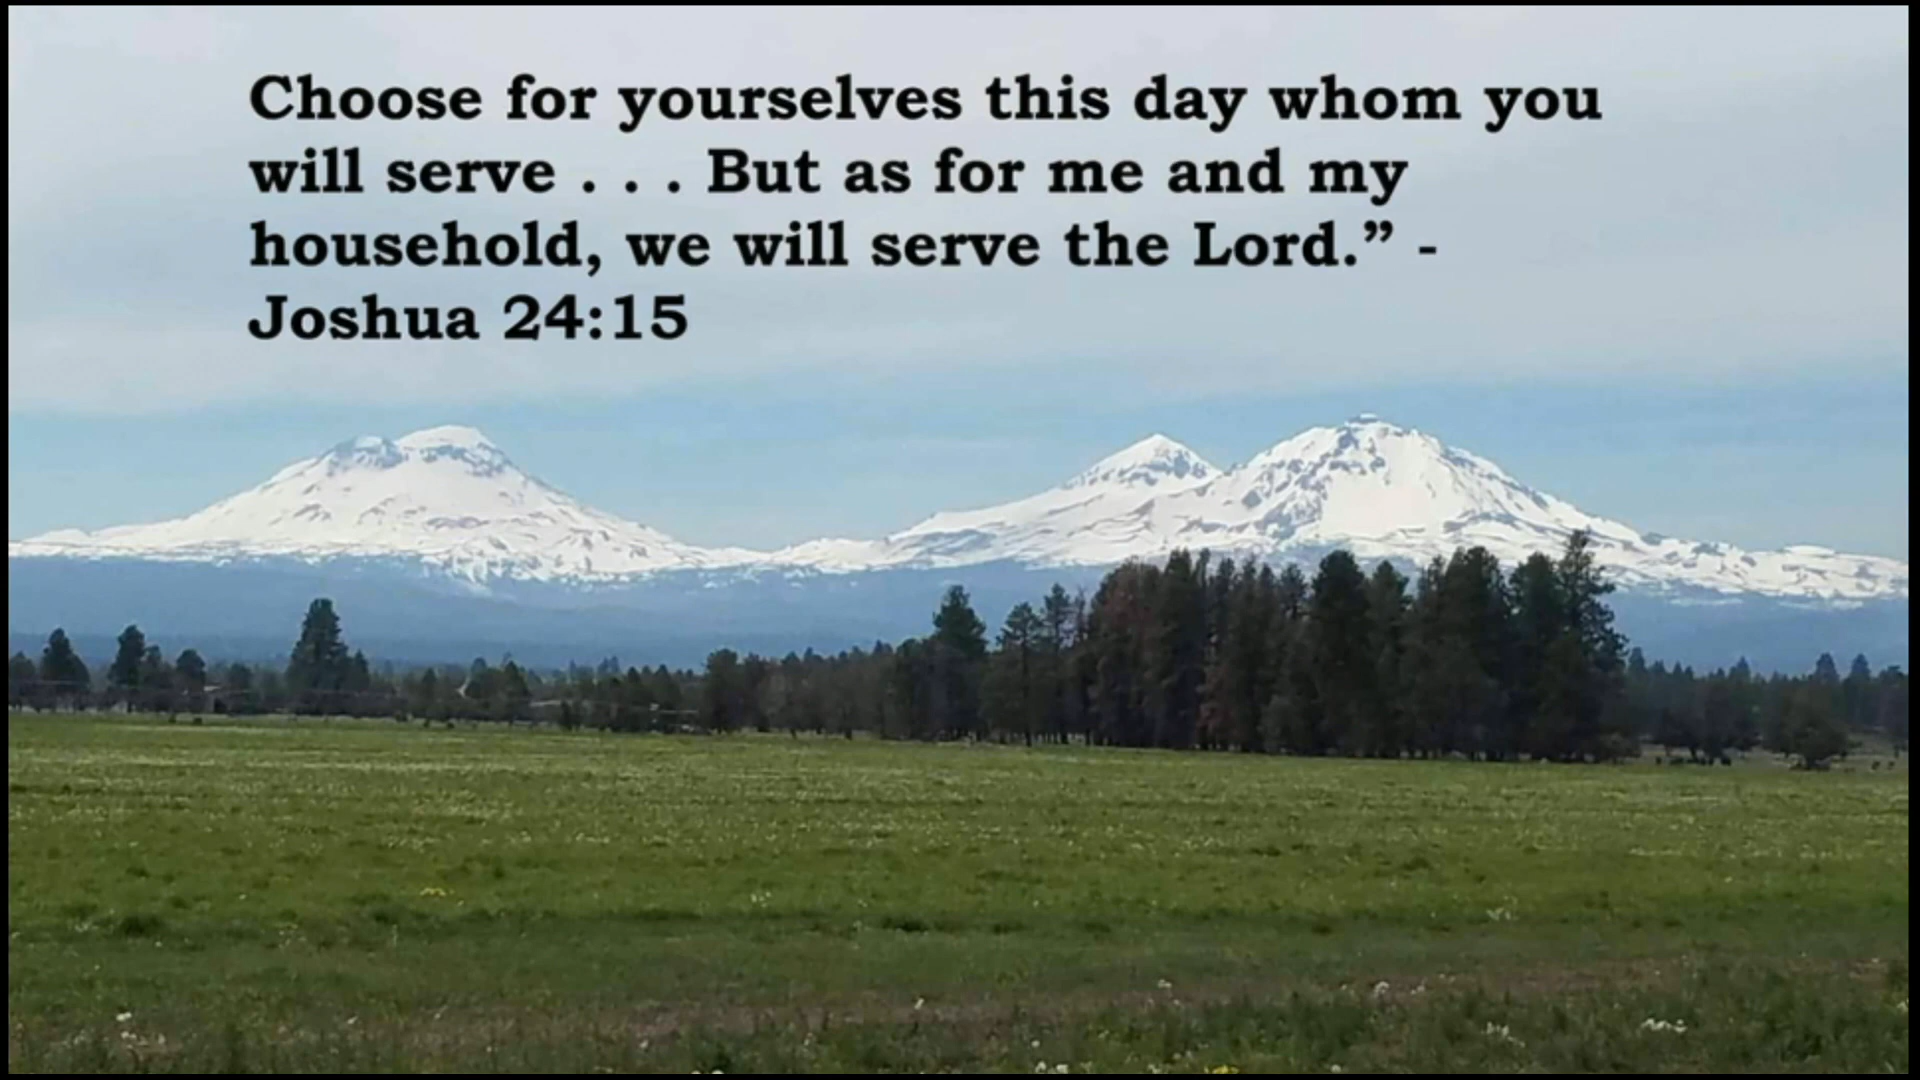 Choose for yourselves this day whom you
will serve . . . But as for me and my
household, we will serve the Lord.” -
Joshua 24:15